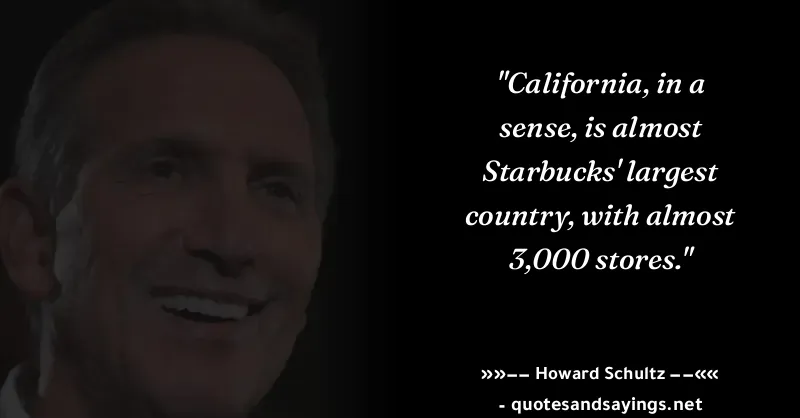 "California, in a
sense, is almost
Starbucks' largest
country, with almost
3,000 stores."
»»–– Howard Schultz ––««
- quotesandsayings.net